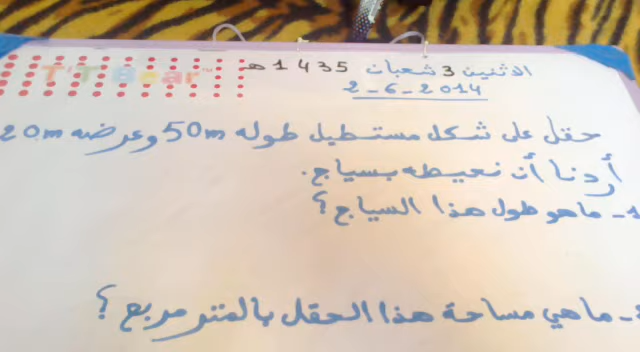 الاثنين 3 شعبان 1435 هـ
2-6-2014
حقل على شكل مستطيل طوله 50m وعرضه 20m
أردنا أن نحيطه بسياج.
1- ماهو طول هذا السياج؟
- ماهي مساحة هذا الحقل بالمتر مربع؟